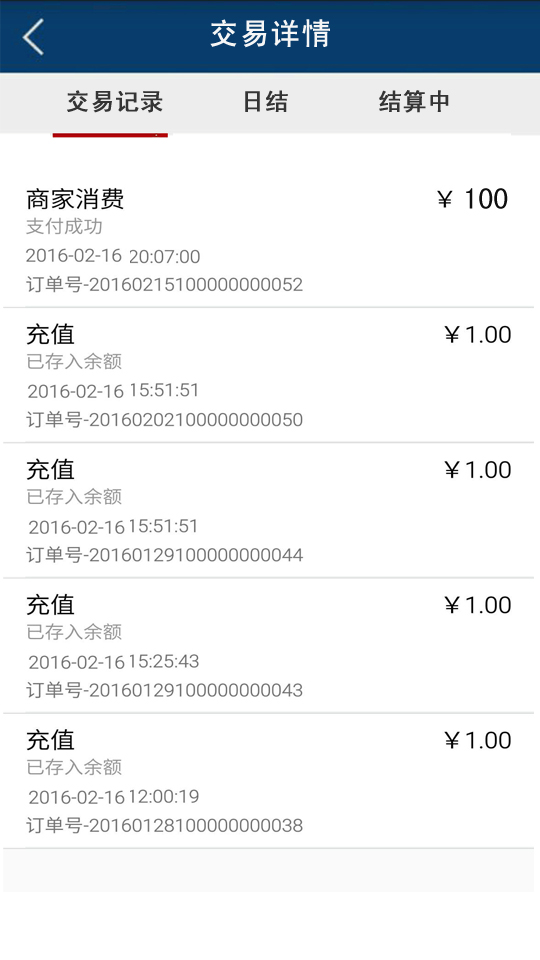 交易详情
交易记录 日结 结算中
商家消费 ￥ 100
支付成功
2016-02-16 20:07:00
订单号-20160215100000000052
充值 ￥1.00
已存入余额
2016-02-16 15:51:51
订单号-20160202100000000050
充值 ￥1.00
已存入余额
2016-02-16 15:51:51
订单号-20160129100000000044
充值 ￥1.00
已存入余额
2016-02-16 15:25:43
订单号-20160129100000000043
充值 ￥1.00
已存入余额
2016-02-16 12:00:19
订单号-20160128100000000038